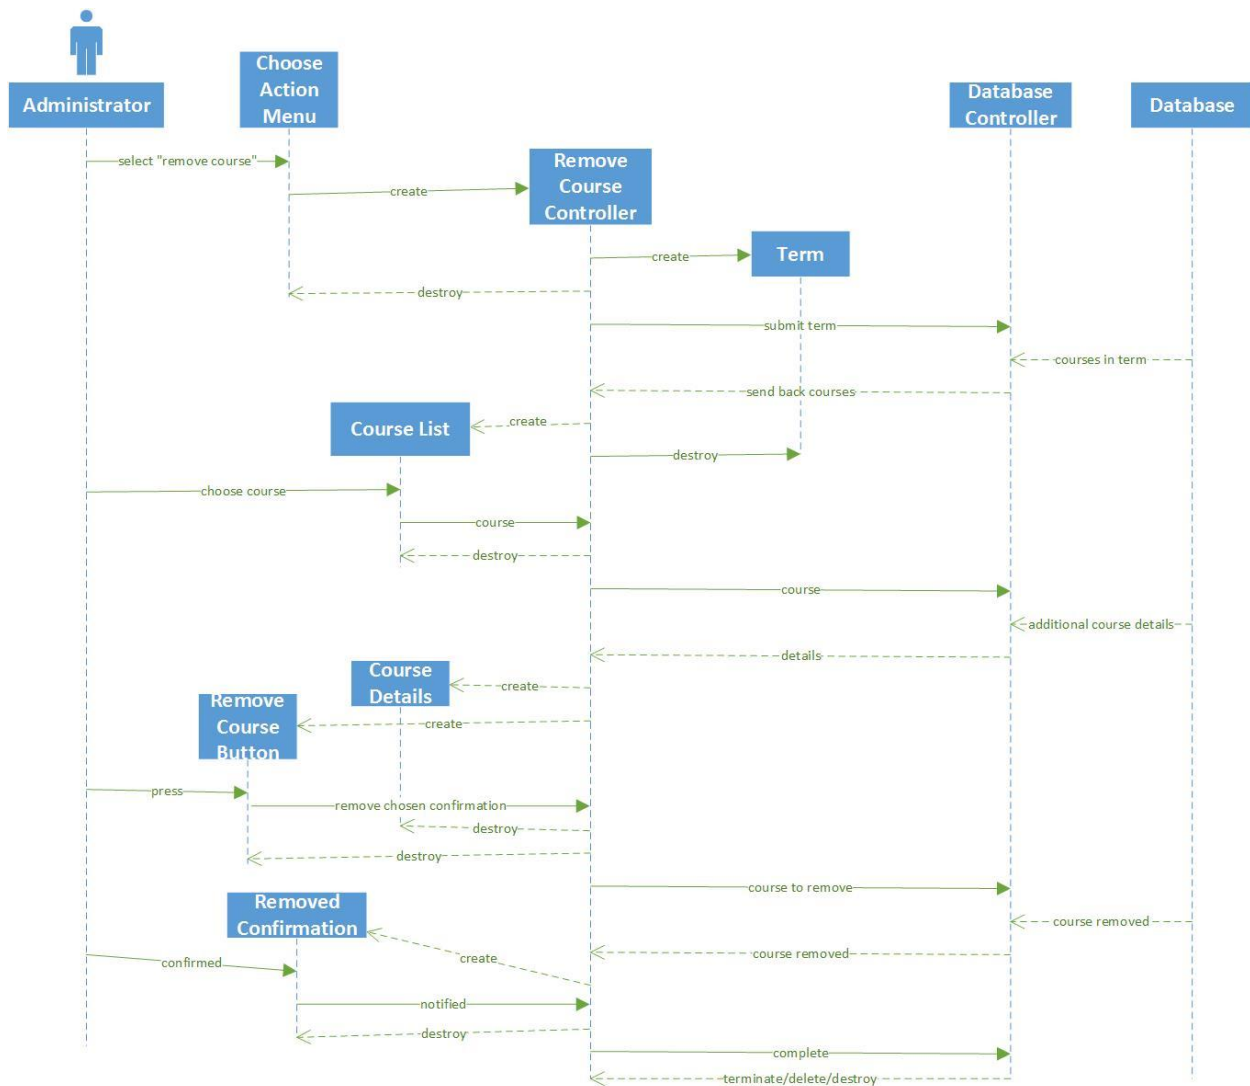 Choose
Action
Menu
Administrator
Database
Controller
Database
select "remove course"
Remove
Course
Controller
create
create
Term
destroy
submit term
courses in term
send back courses
create
Course List
destroy
choose course
course
destroy
course
additional course details
details
Course
Details
create
Remove
Course
Button
create
press
remove chosen confirmation
destroy
destroy
course to remove
Removed
Confirmation
course removed
course removed
create
confirmed
notified
destroy
complete
terminate/delete/destroy